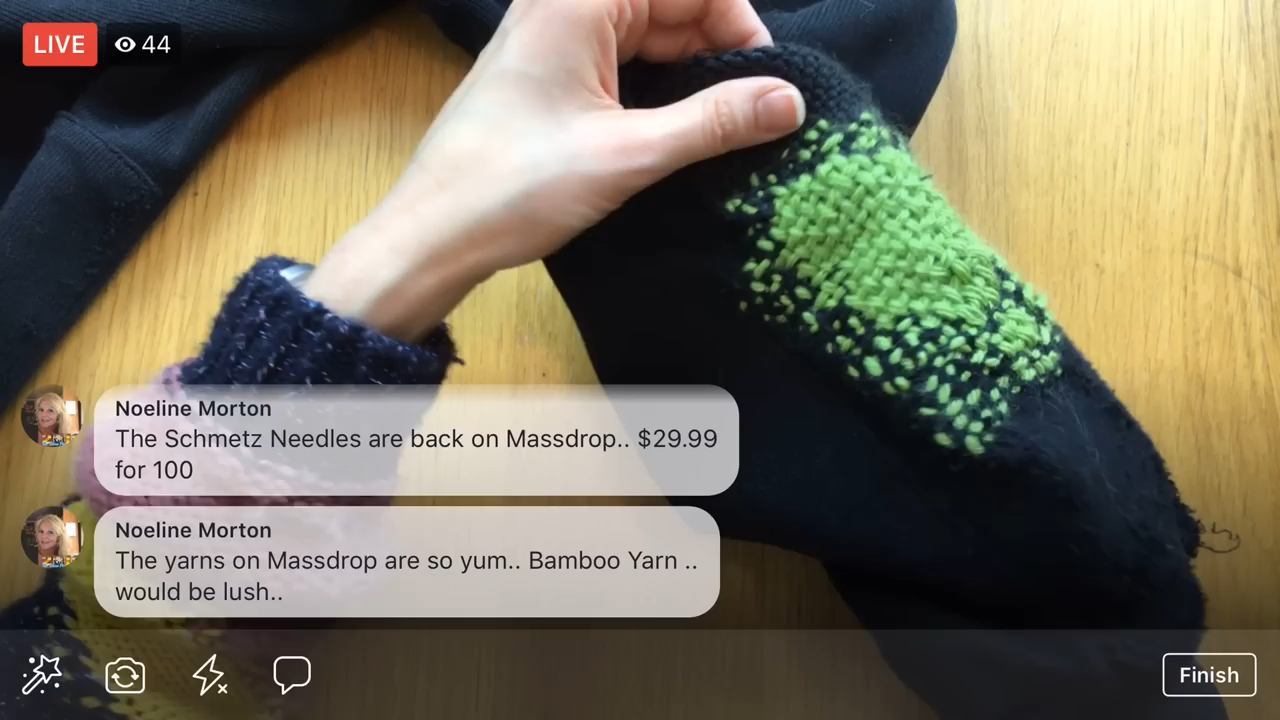 LIVE 44
Noeline Morton
The Schmetz Needles are back on Massdrop.. $29.99
for 100
Noeline Morton
The yarns on Massdrop are so yum.. Bamboo Yarn ..
would be lush..
Finish